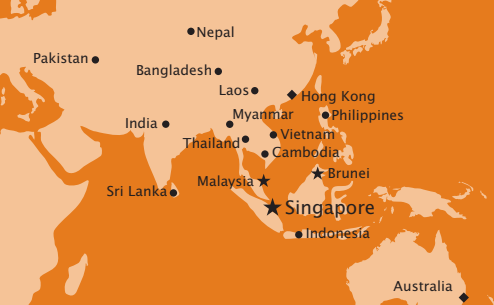 Nepal
Pakistan
Bangladesh
Laos
Hong Kong
Myanmar
Philippines
India
Vietnam
Thailand
Cambodia
Brunei
Malaysia
Sri Lanka
Singapore
Indonesia
Australia